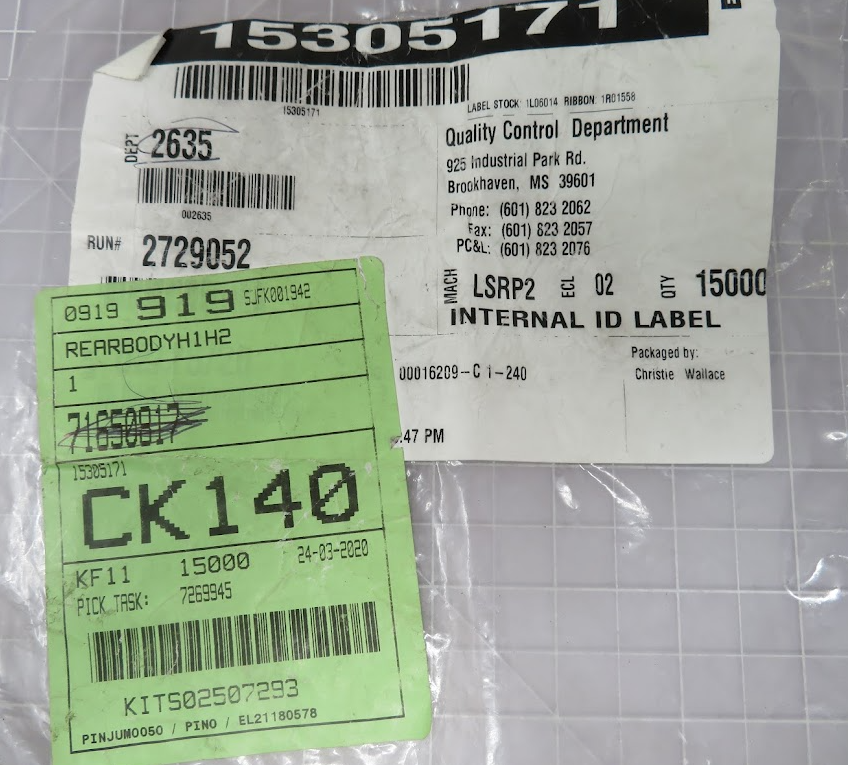 15305171
15305171
LABEL STOCK: 1L06014 RIBBON: 1R01558
DEPT 2635
002635
Quality Control Department
925 Industrial Park Rd.
Brookhaven, MS 39601
Phone: (601) 823 2062
Fax: (601) 823 2057
PC&L: (601) 823 2076
RUN# 2729052
MACH LSRP2 ECL 02 QTY 15000
INTERNAL ID LABEL
Packaged by:
Christie Wallace
00016209-C 1-240
:47 PM
0919 919 SJFK001942
REARBODYH1H2
1
71650817
15305171
CK140
KF11 15000 24-03-2020
PICK TASK: 7269945
KITS02507293
PINJUM0050 / PINO / EL21180578